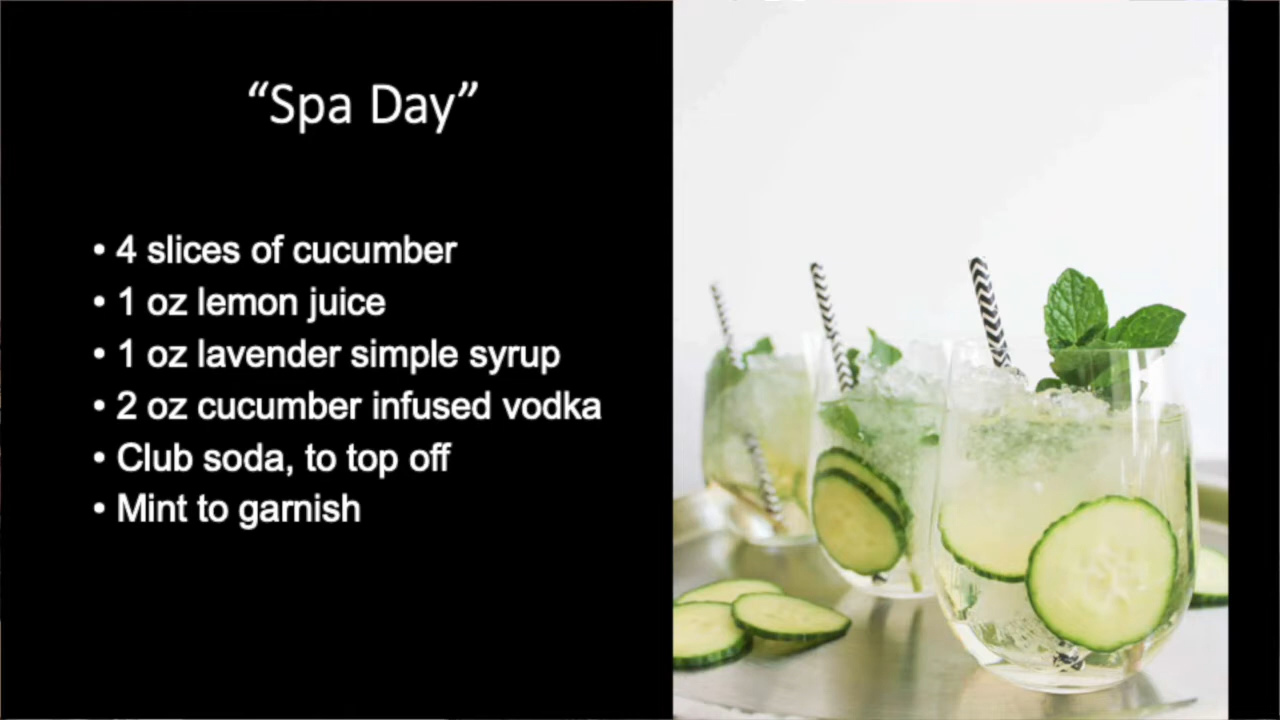 “Spa Day”
• 4 slices of cucumber
• 1 oz lemon juice
• 1 oz lavender simple syrup
• 2 oz cucumber infused vodka
• Club soda, to top off
• Mint to garnish